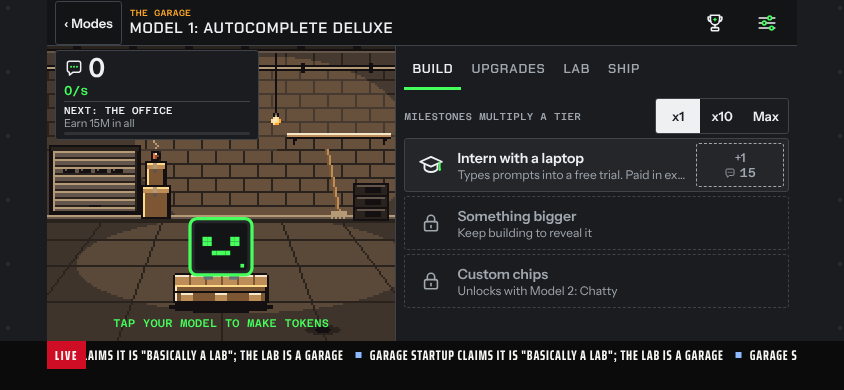 ‹ Modes
THE GARAGE
MODEL 1: AUTOCOMPLETE DELUXE
0
0/s
NEXT: THE OFFICE
Earn 15M in all
TAP YOUR MODEL TO MAKE TOKENS
BUILD UPGRADES LAB SHIP
MILESTONES MULTIPLY A TIER
x1 x10 Max
Intern with a laptop
Types prompts into a free trial. Paid in ex...
+1
15
Something bigger
Keep building to reveal it
Custom chips
Unlocks with Model 2: Chatty
LIVE AIMS IT IS "BASICALLY A LAB"; THE LAB IS A GARAGE ■ GARAGE STARTUP CLAIMS IT IS "BASICALLY A LAB"; THE LAB IS A GARAGE ■ GARAGE S